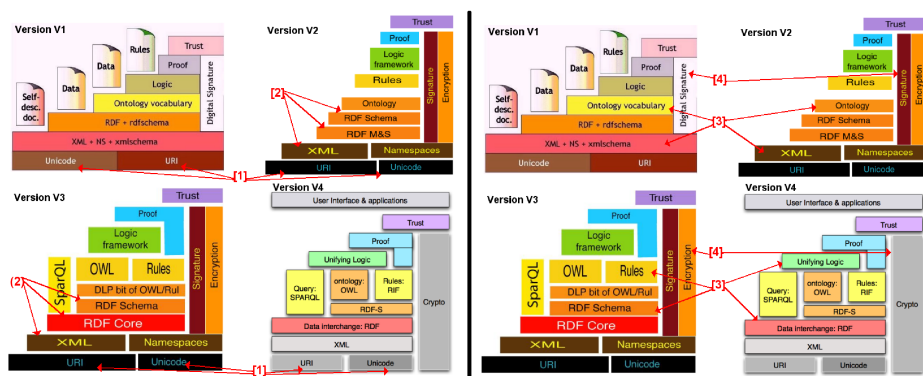 Version V1
Rules
Data
Data
Self-
desc.
doc.
Trust
Proof
Logic
Ontology vocabulary
RDF + rdfschema
XML + NS + xmlschema
Unicode
URI
Digital Signature
Version V2
Trust
Proof
Logic
framework
Rules
[2]
Ontology
RDF Schema
RDF M&S
XML
Namespaces
URI
Unicode
Signature
Encryption
[1]
Version V3
Trust
Proof
Logic
framework
SparQL
OWL
Rules
DLP bit of OWL/Rul
RDF Schema
RDF Core
XML
Namespaces
URI
Unicode
Signature
Encryption
(2)
[1]
Version V4
User Interface & applications
Trust
Proof
Unifying Logic
Query:
SPARQL
ontology:
OWL
Rules:
RIF
RDF-S
Data interchange: RDF
XML
URI
Unicode
Crypto
Version V1
Rules
Data
Data
Self-
desc.
doc.
Trust
Proof
Logic
Ontology vocabulary
RDF + rdfschema
XML + NS + xmlschema
Unicode
URI
Digital Signature
[4]
[3]
Version V2
Trust
Proof
Logic
framework
Rules
Ontology
RDF Schema
RDF M&S
XML
Namespaces
URI
Unicode
Signature
Encryption
Version V3
Trust
Proof
Logic
framework
SparQL
OWL
Rules
DLP bit of OWL/Rul
RDF Schema
RDF Core
XML
Namespaces
URI
Unicode
Signature
Encryption
[4]
[3]
Version V4
User Interface & applications
Trust
Proof
Unifying Logic
Query:
SPARQL
ontology:
OWL
Rules:
RIF
RDF-S
Data interchange: RDF
XML
URI
Unicode
Crypto